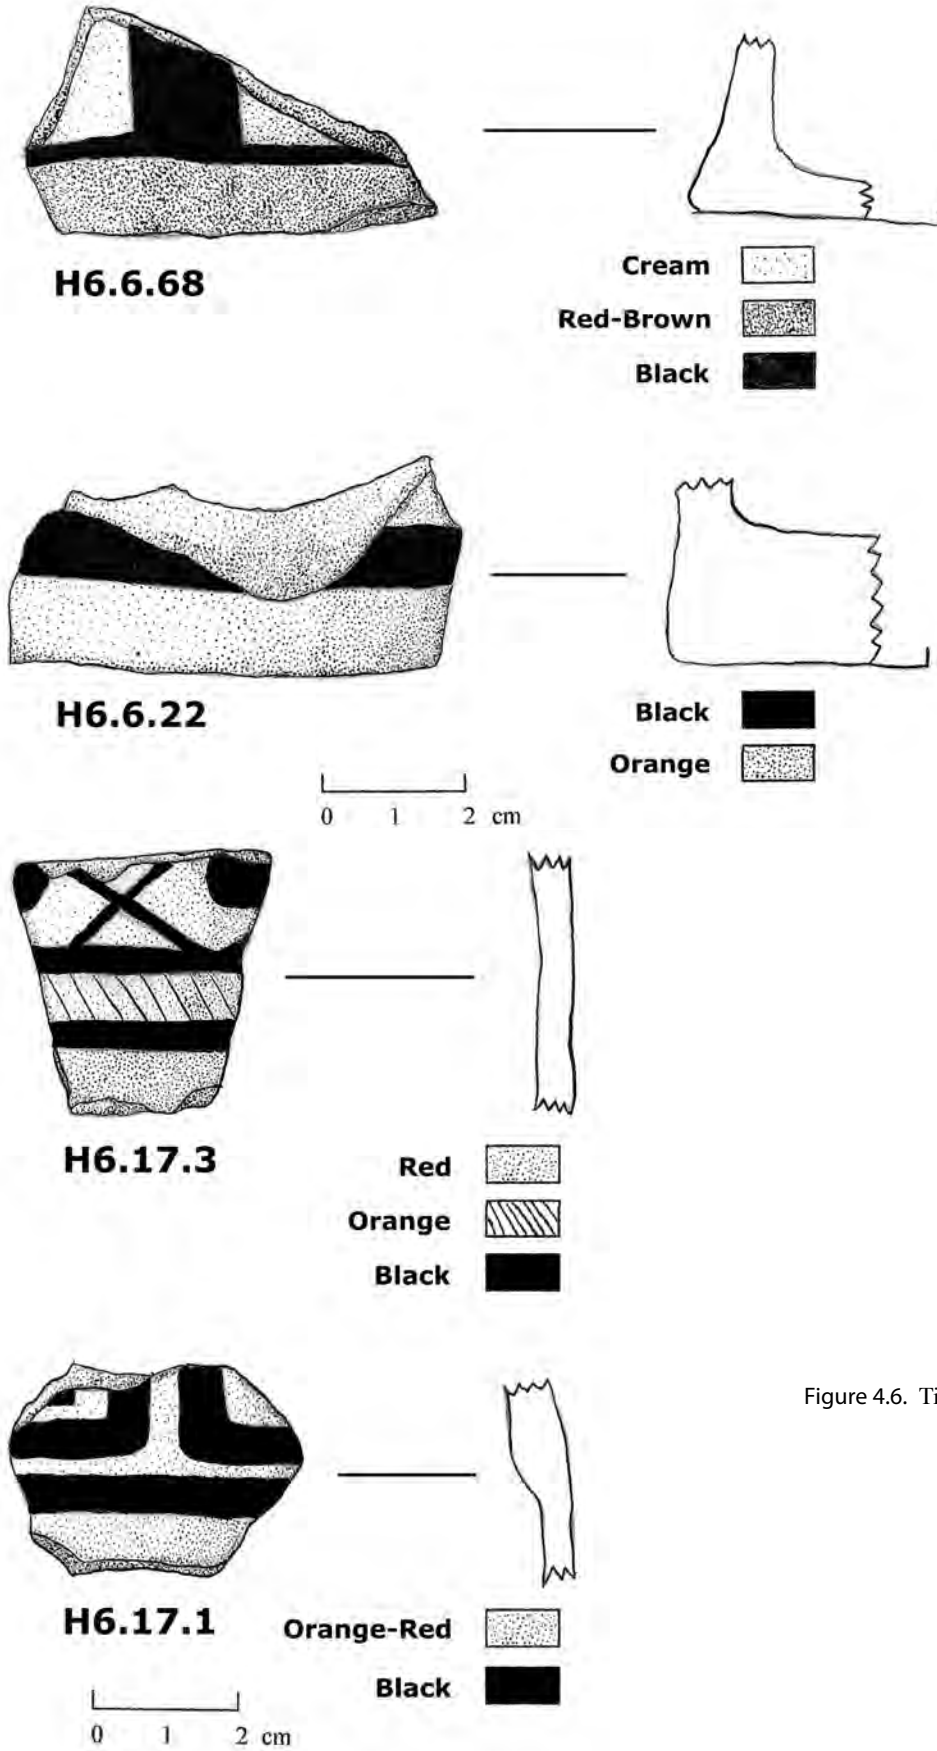 H6.6.68
Cream
Red-Brown
Black
H6.6.22
Black
Orange
0 1 2 cm
H6.17.3
Red
Orange
Black
Figure 4.6.
H6.17.1
Orange-Red
Black
0 1 2 cm